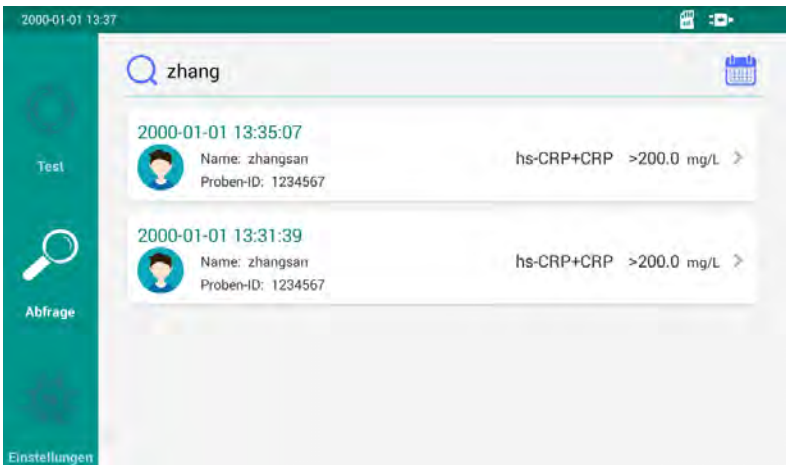 2000-01-01 13:37
zhang
2000-01-01 13:35:07
Name: zhangsan
hs-CRP+CRP >200.0 mg/L >
Proben-ID: 1234567
2000-01-01 13:31:39
Name: zhangsan
hs-CRP+CRP >200.0 mg/L >
Proben-ID: 1234567
Test
Abfrage
Einstellungen